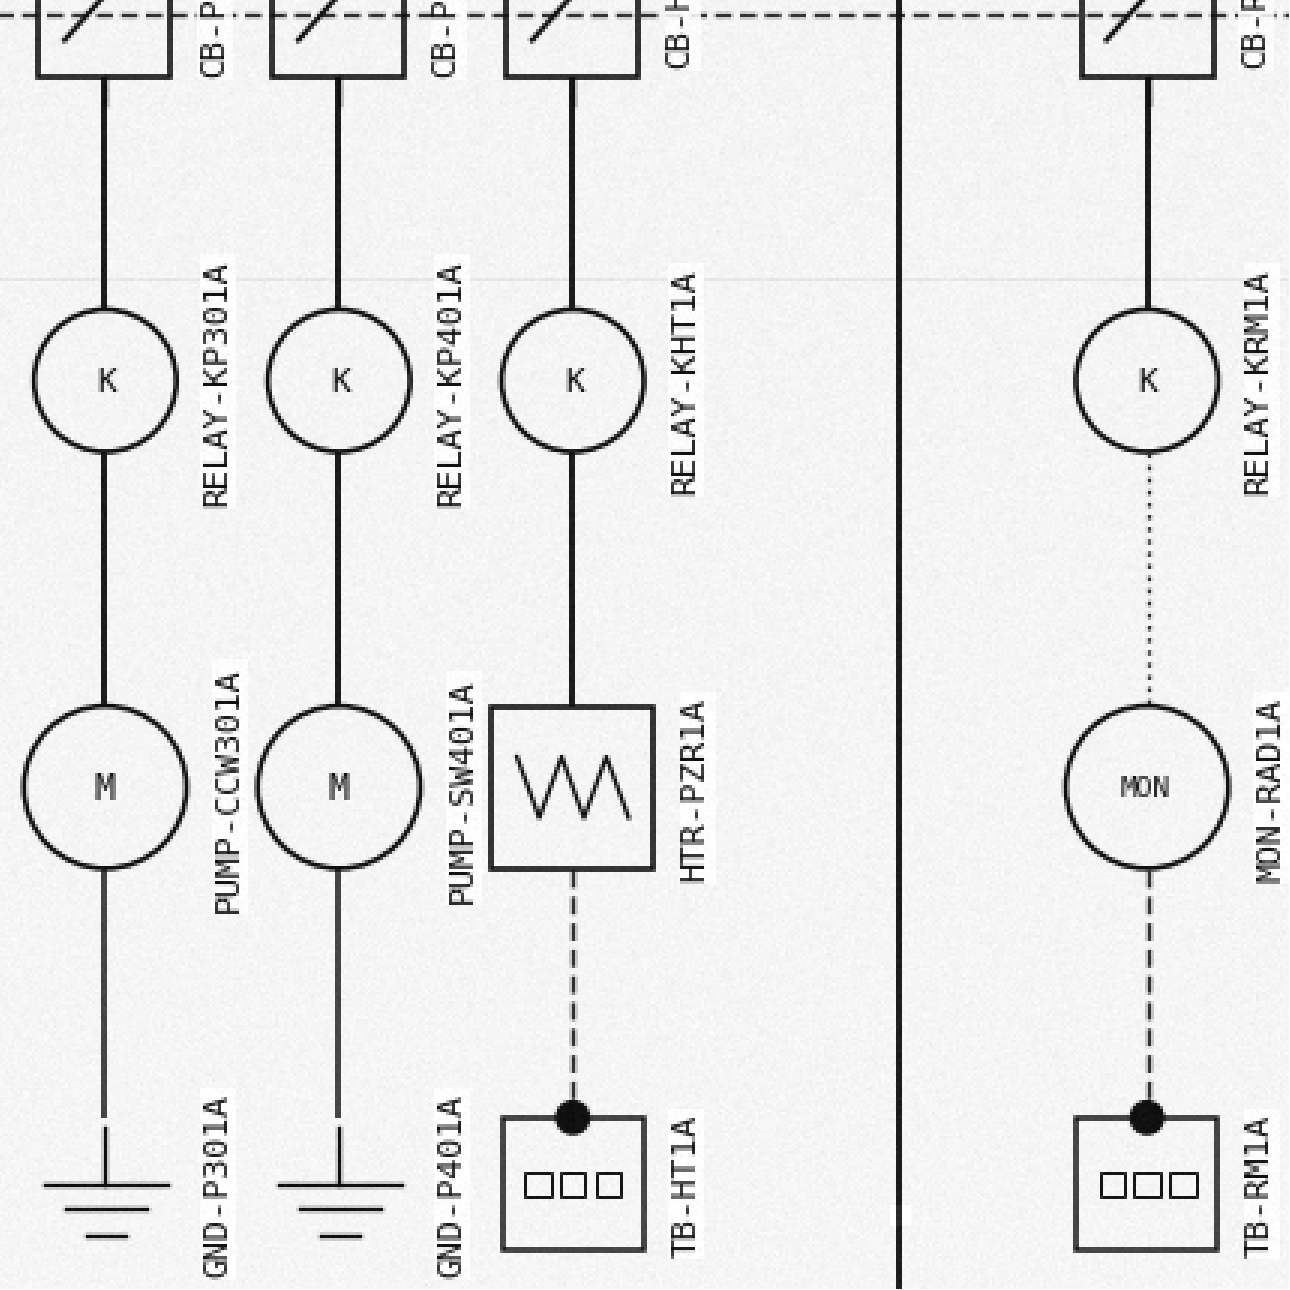 CB-P
CB-P
CB-H
CB-R
K
RELAY-KP301A
K
RELAY-KP401A
K
RELAY-KHT1A
K
RELAY-KRM1A
M
PUMP-CCW301A
M
PUMP-SW401A
HTR-PZR1A
MON
MON-RAD1A
GND-P301A
GND-P401A
TB-HT1A
TB-RM1A